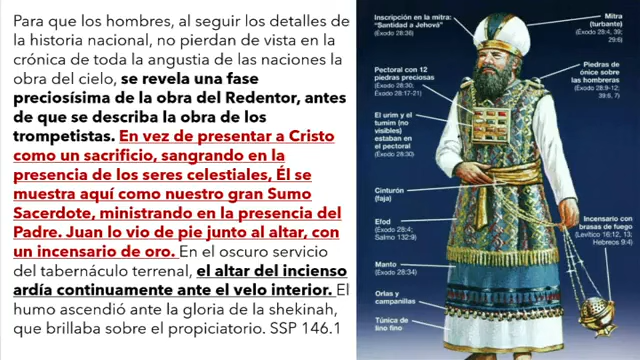 Para que los hombres, al seguir los detalles de
la historia nacional, no pierdan de vista en la
crónica de toda la angustia de las naciones la
obra del cielo, se revela una fase
preciosísima de la obra del Redentor, antes
de que se describa la obra de los
trompetistas. En vez de presentar a Cristo
como un sacrificio, sangrando en la
presencia de los seres celestiales, Él se
muestra aquí como nuestro gran Sumo
Sacerdote, ministrando en la presencia del
Padre. Juan lo vio de pie junto al altar, con
un incensario de oro. En el oscuro servicio
del tabernáculo terrenal, el altar del incienso
ardía continuamente ante el velo interior. El
humo ascendió ante la gloria de la shekinah,
que brillaba sobre el propiciatorio. SSP 146.1
Inscripción en la mitra:
"Santidad a Jehová"
(Éxodo 28:36)
Pectoral con 12
piedras preciosas
(Éxodo 28:30,
Éxodo 28:17-21)
El urim y el
tumim (no
visibles)
estaban en
el pectoral
(Éxodo 28:30)
Cinturón
(faja)
Efod
(Éxodo 28:4;
Salmo 132:9)
Manto
(Éxodo 28:34)
Orlas y
campanillas
Túnica de
lino fino
Mitra
(turbante)
(Éxodo 28:4, 39;
29:6)
Piedras de
ónice sobre
las hombreras
(Éxodo 28:9-12;
39:6, 7)
Incensario con
brasas de fuego
(Levítico 16:12, 13;
Hebreos 9:4)